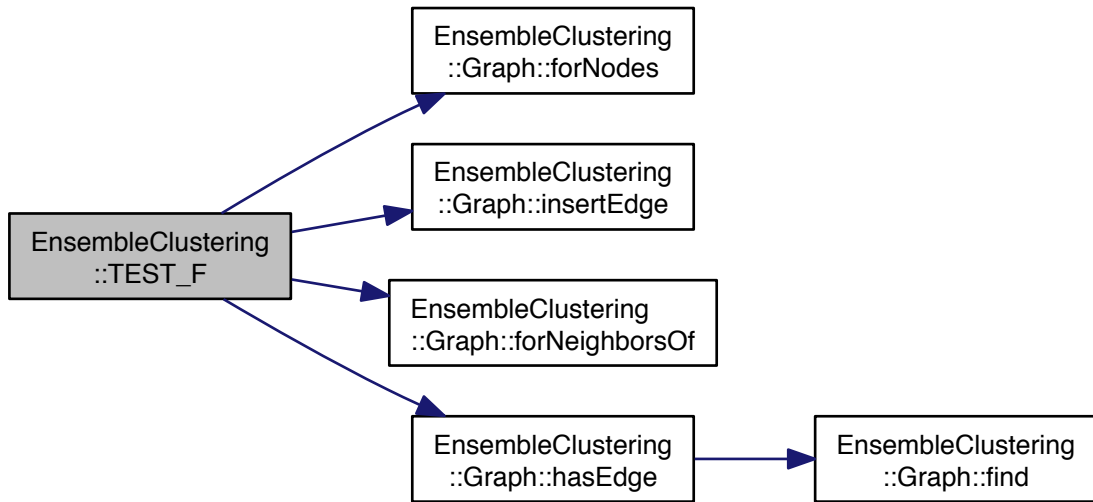 EnsembleClustering
::Graph::forNodes
EnsembleClustering
::Graph::insertEdge
EnsembleClustering
::TEST_F
EnsembleClustering
::Graph::forNeighborsOf
EnsembleClustering
::Graph::hasEdge
EnsembleClustering
::Graph::find